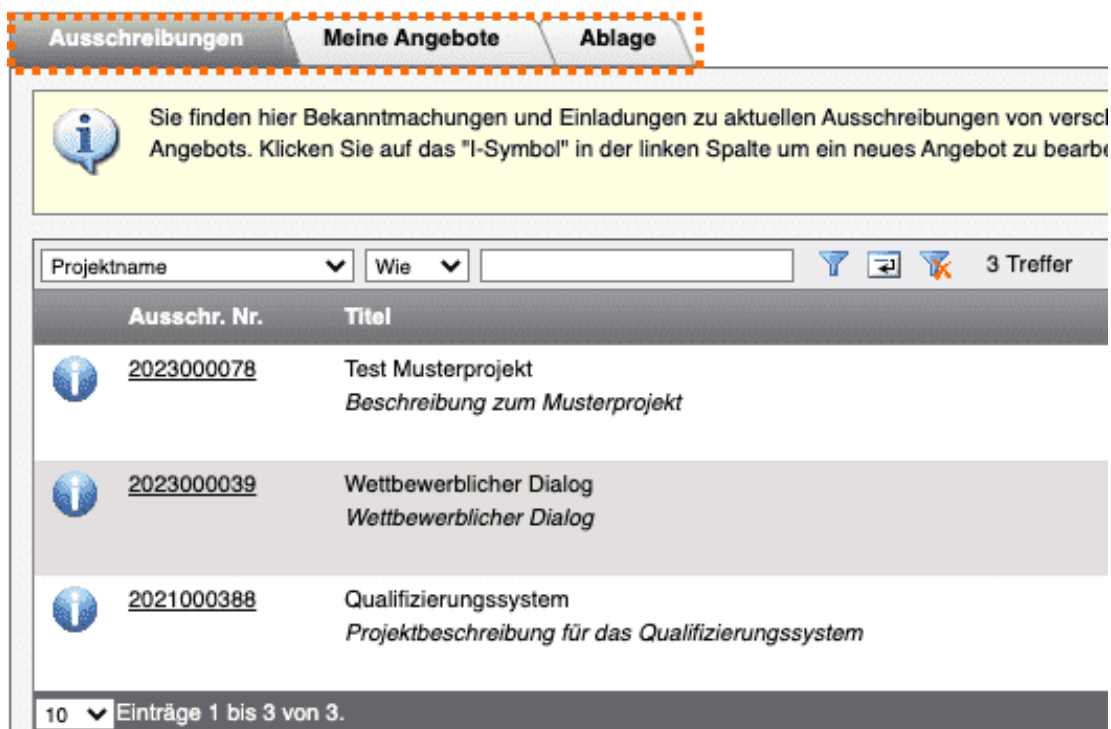 Ausschreibungen Meine Angebote Ablage
Sie finden hier Bekanntmachungen und Einladungen zu aktuellen Ausschreibungen von
Angebots. Klicken Sie auf das "I-Symbol" in der linken Spalte um ein neues Angebot zu
Projektname Wie 3 Treffer
Ausschr. Nr. Titel
2023000078 Test Musterprojekt
Beschreibung zum Musterprojekt
2023000039 Wettbewerblicher Dialog
Wettbewerblicher Dialog
2021000388 Qualifizierungssystem
Projektbeschreibung für das Qualifizierungssystem
10 Einträge 1 bis 3 von 3.